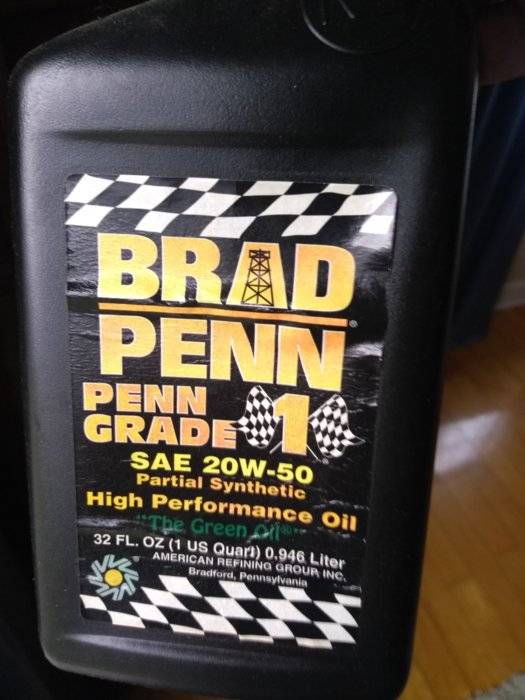 BRAD
PENN®
PENN
GRADE 1®
SAE 20W-50
Partial Synthetic
High Performance Oil
"The Green Oil®"
32 FL. OZ (1 US Quart) 0.946 Liter
AMERICAN REFINING GROUP, INC.
Bradford, Pennsylvania